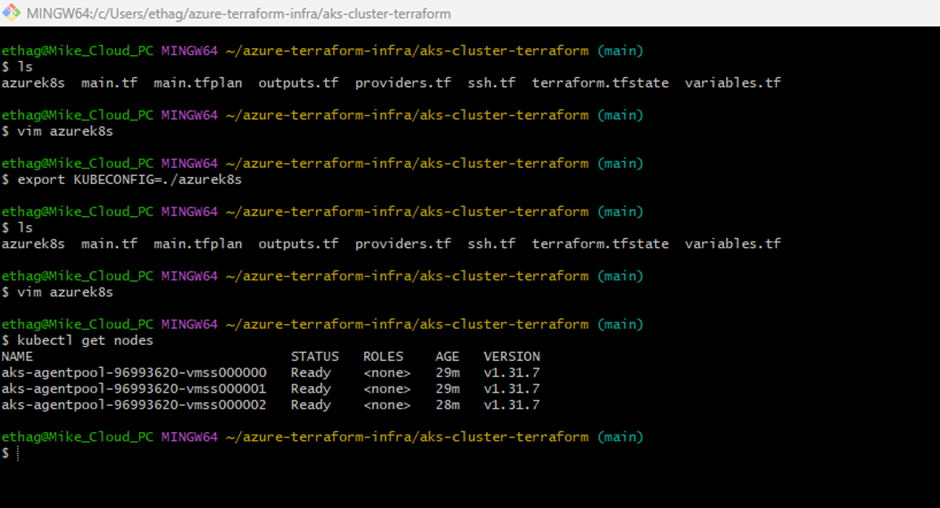 MINGW64:/c/Users/ethag/azure-terraform-infra/aks-cluster-terraform
ethag@Mike_Cloud_PC MINGW64 ~/azure-terraform-infra/aks-cluster-terraform (main)
$ ls
azurek8s  main.tf  main.tfplan  outputs.tf  providers.tf  ssh.tf  terraform.tfstate  variables.tf
ethag@Mike_Cloud_PC MINGW64 ~/azure-terraform-infra/aks-cluster-terraform (main)
$ vim azurek8s
ethag@Mike_Cloud_PC MINGW64 ~/azure-terraform-infra/aks-cluster-terraform (main)
$ export KUBECONFIG=./azurek8s
ethag@Mike_Cloud_PC MINGW64 ~/azure-terraform-infra/aks-cluster-terraform (main)
$ ls
azurek8s  main.tf  main.tfplan  outputs.tf  providers.tf  ssh.tf  terraform.tfstate  variables.tf
ethag@Mike_Cloud_PC MINGW64 ~/azure-terraform-infra/aks-cluster-terraform (main)
$ vim azurek8s
ethag@Mike_Cloud_PC MINGW64 ~/azure-terraform-infra/aks-cluster-terraform (main)
$ kubectl get nodes
NAME                                STATUS   ROLES    AGE   VERSION
aks-agentpool-96993620-vmss000000   Ready    <none>   29m   v1.31.7
aks-agentpool-96993620-vmss000001   Ready    <none>   29m   v1.31.7
aks-agentpool-96993620-vmss000002   Ready    <none>   28m   v1.31.7
ethag@Mike_Cloud_PC MINGW64 ~/azure-terraform-infra/aks-cluster-terraform (main)
$